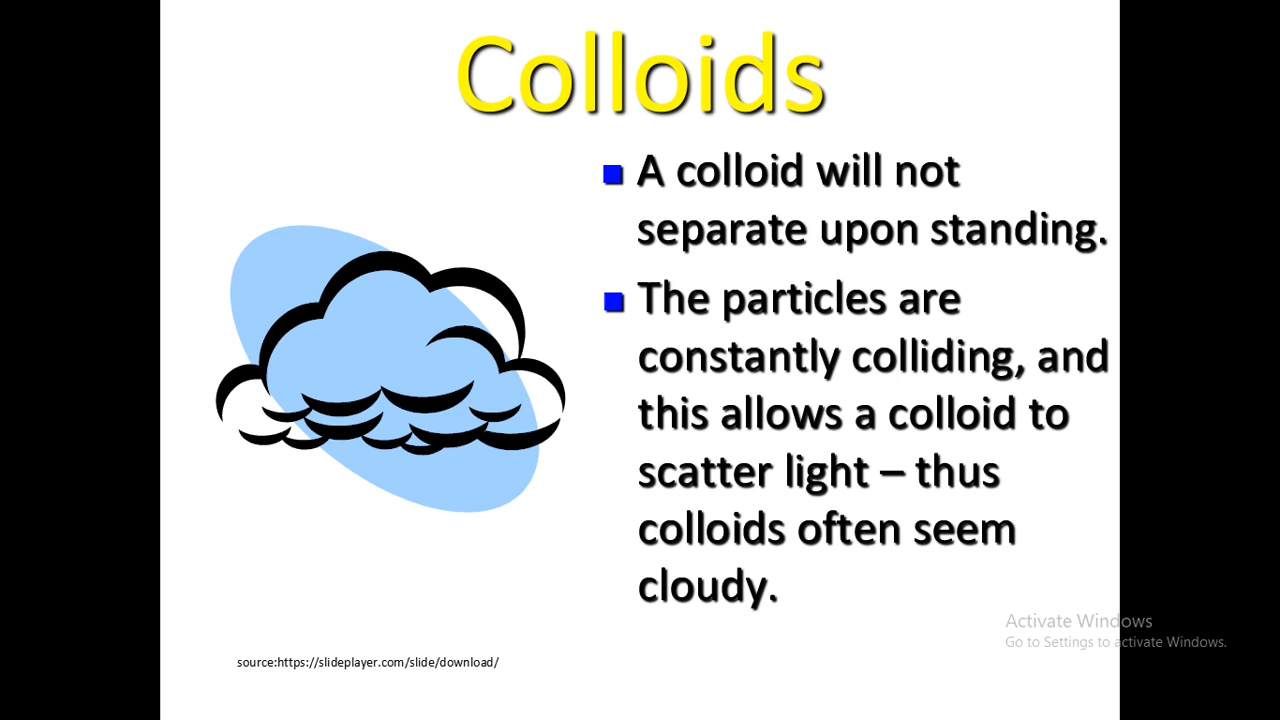 Colloids
A colloid will not
separate upon standing.
The particles are
constantly colliding, and
this allows a colloid to
scatter light – thus
colloids often seem
cloudy.
Activate Windows
Go to Settings to activate Windows.
source:https://slideplayer.com/slide/download/